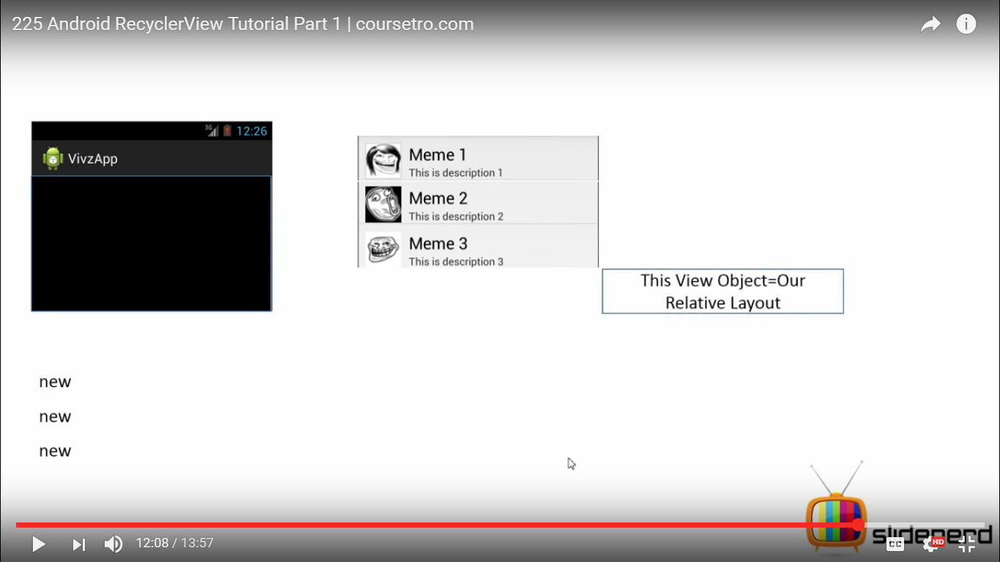 225 Android RecyclerView Tutorial Part 1 | coursetro.com
3G 12:26
VivzApp
Meme 1
This is description 1
Meme 2
This is description 2
Meme 3
This is description 3
This View Object=Our
Relative Layout
new
new
new
slidenerd
12:08 / 13:57
CC
HD